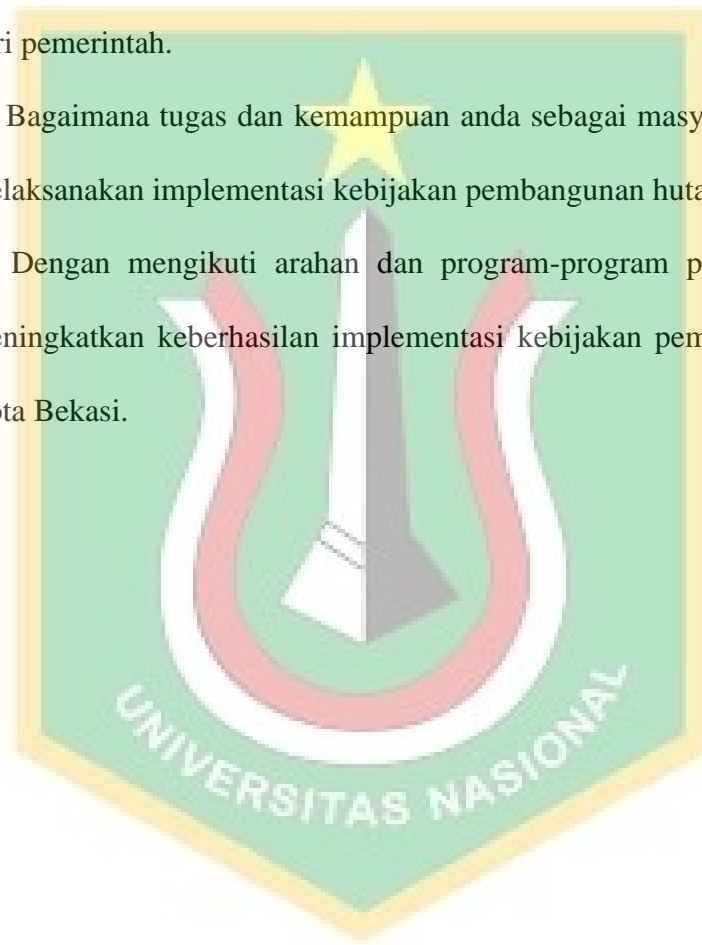 ri pemerintah.
Bagaimana tugas dan kemampuan anda sebagai masy
elaksanakan implementasi kebijakan pembangunan huta
Dengan mengikuti arahan dan program-program p
eningkatkan keberhasilan implementasi kebijakan pem
ota Bekasi.
UNIVERSITAS NASIONAL